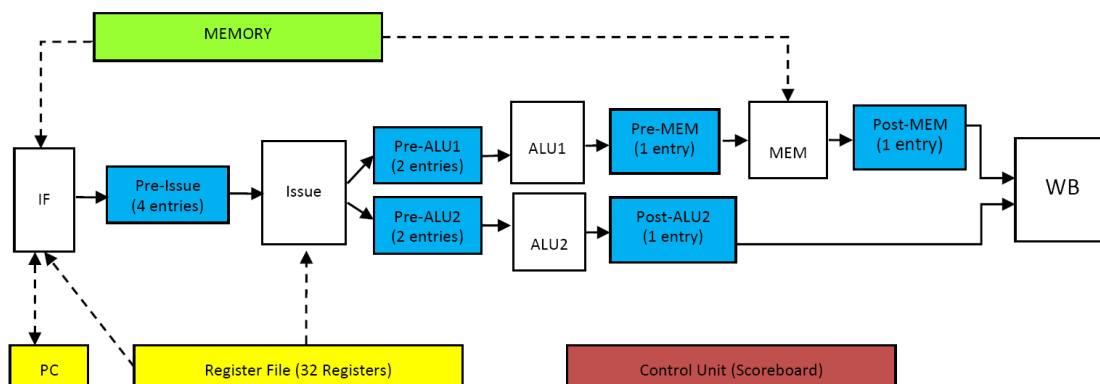 MEMORY
IF
Pre-Issue
(4 entries)
Issue
Pre-ALU1
(2 entries)
Pre-ALU2
(2 entries)
ALU1
ALU2
Pre-MEM
(1 entry)
Post-ALU2
(1 entry)
MEM
Post-MEM
(1 entry)
WB
PC
Register File (32 Registers)
Control Unit (Scoreboard)